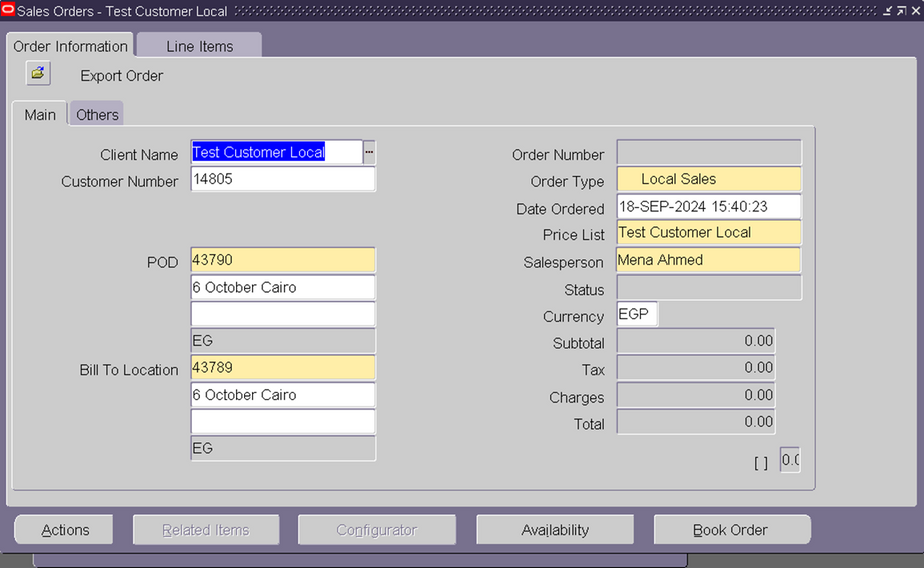 Sales Orders - Test Customer Local
Order Information
Line Items
Export Order
Main
Others
Client Name
Test Customer Local
...
Customer Number
14805
POD
43790
6 October Cairo
EG
Bill To Location
43789
6 October Cairo
EG
Order Number
Order Type
Local Sales
Date Ordered
18-SEP-2024 15:40:23
Price List
Test Customer Local
Salesperson
Mena Ahmed
Status
Currency
EGP
Subtotal
0.00
Tax
0.00
Charges
0.00
Total
0.00
[ ]
Actions
Related Items
Configurator
Availability
Book Order